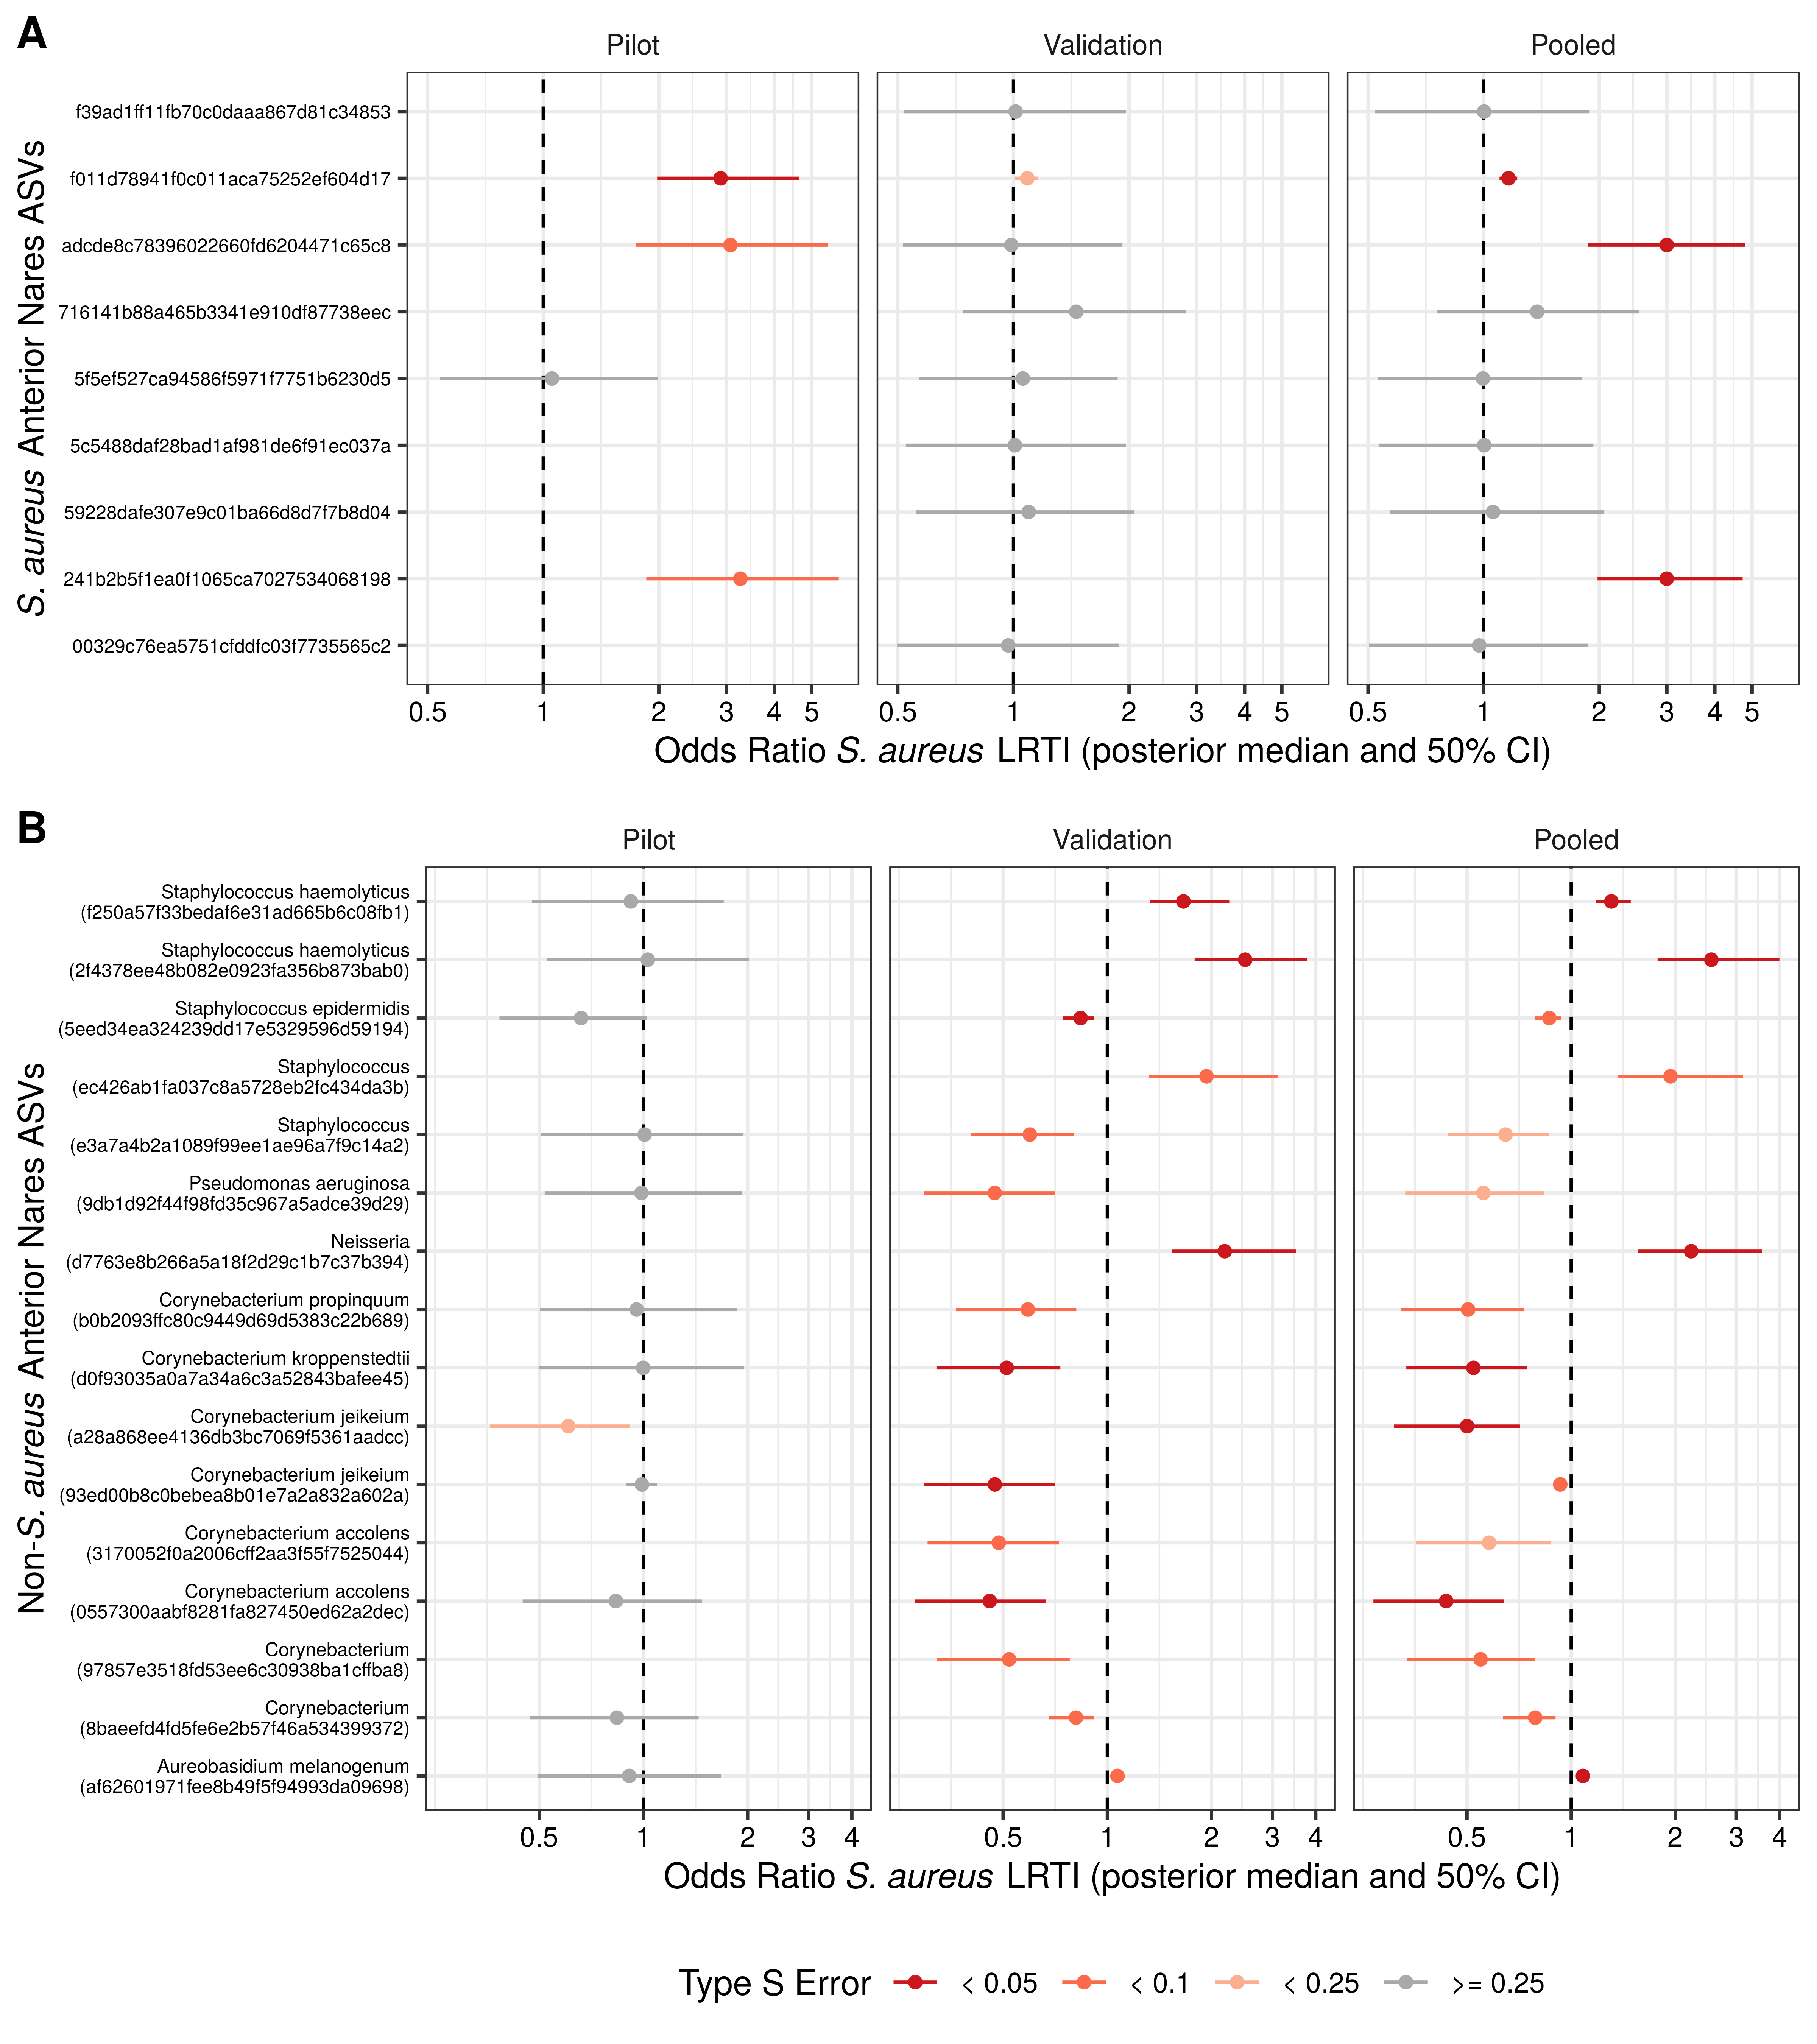 A
Pilot Validation Pooled
S. aureus Anterior Nares ASVs
f39ad1ff11fb70c0daaa867d81c34853
f011d78941f0c011aca75252ef604d17
adcde8c78396022660fd6204471c65c8
716141b88a465b3341e910df87738eec
5f5ef527ca94586f5971f7751b6230d5
5c5488daf28bad1af981de6f91ec037a
59228dafe307e9c01ba66d8d7f7b8d04
241b2b5f1ea0f1065ca7027534068198
00329c76ea5751cfddfc03f7735565c2
0.5 1 2 3 4 5 0.5 1 2 3 4 5 0.5 1 2 3 4 5
Odds Ratio S. aureus LRTI (posterior median and 50% CI)
B
Pilot Validation Pooled
Non-S. aureus Anterior Nares ASVs
Staphylococcus haemolyticus
(f250a57f33bedaf6e31ad665b6c08fb1)
Staphylococcus haemolyticus
(2f4378ee48b082e0923fa356b873bab0)
Staphylococcus epidermidis
(5eed34ea324239dd17e5329596d59194)
Staphylococcus
(ec426ab1fa037c8a5728eb2fc434da3b)
Staphylococcus
(e3a7a4b2a1089f99ee1ae96a7f9c14a2)
Pseudomonas aeruginosa
(9db1d92f44f98fd35c967a5adce39d29)
Neisseria
(d7763e8b266a5a18f2d29c1b7c37b394)
Corynebacterium propinquum
(b0b2093ffc80c9449d69d5383c22b689)
Corynebacterium kroppenstedtii
(d0f93035a0a7a34a6c3a52843bafee45)
Corynebacterium jeikeium
(a28a868ee4136db3bc7069f5361aadcc)
Corynebacterium jeikeium
(93ed00b8c0bebea8b01e7a2a832a602a)
Corynebacterium accolens
(3170052f0a2006cff2aa3f55f7525044)
Corynebacterium accolens
(0557300aabf8281fa827450ed62a2dec)
Corynebacterium
(97857e3518fd53ee6c30938ba1cffba8)
Corynebacterium
(8baeefd4fd5fe6e2b57f46a534399372)
Aureobasidium melanogenum
(af62601971fee8b49f5f94993da09698)
0.5 1 2 3 4 0.5 1 2 3 4 0.5 1 2 3 4
Odds Ratio S. aureus LRTI (posterior median and 50% CI)
Type S Error < 0.05 < 0.1 < 0.25 >= 0.25